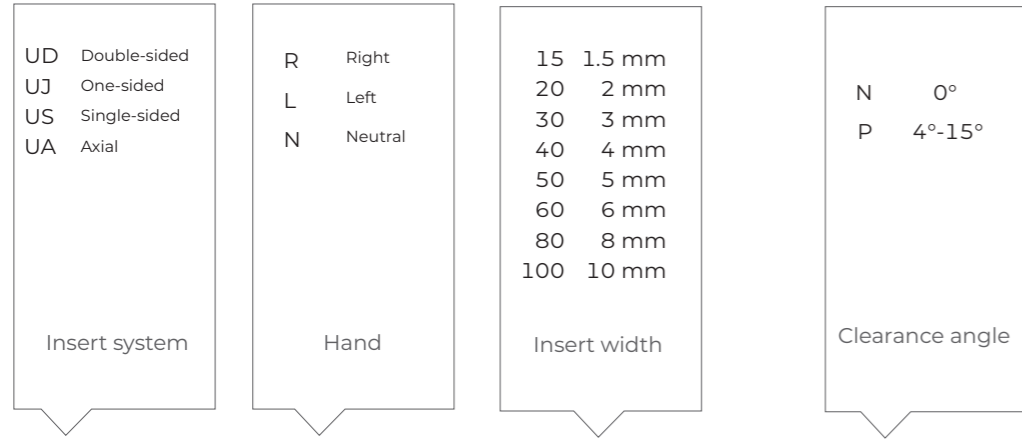 UD Double-sided
UJ One-sided
US Single-sided
UA Axial
Insert system
R Right
L Left
N Neutral
Hand
15 1.5 mm
20 2 mm
30 3 mm
40 4 mm
50 5 mm
60 6 mm
80 8 mm
100 10 mm
Insert width
N 0°
P 4°-15°
Clearance angle